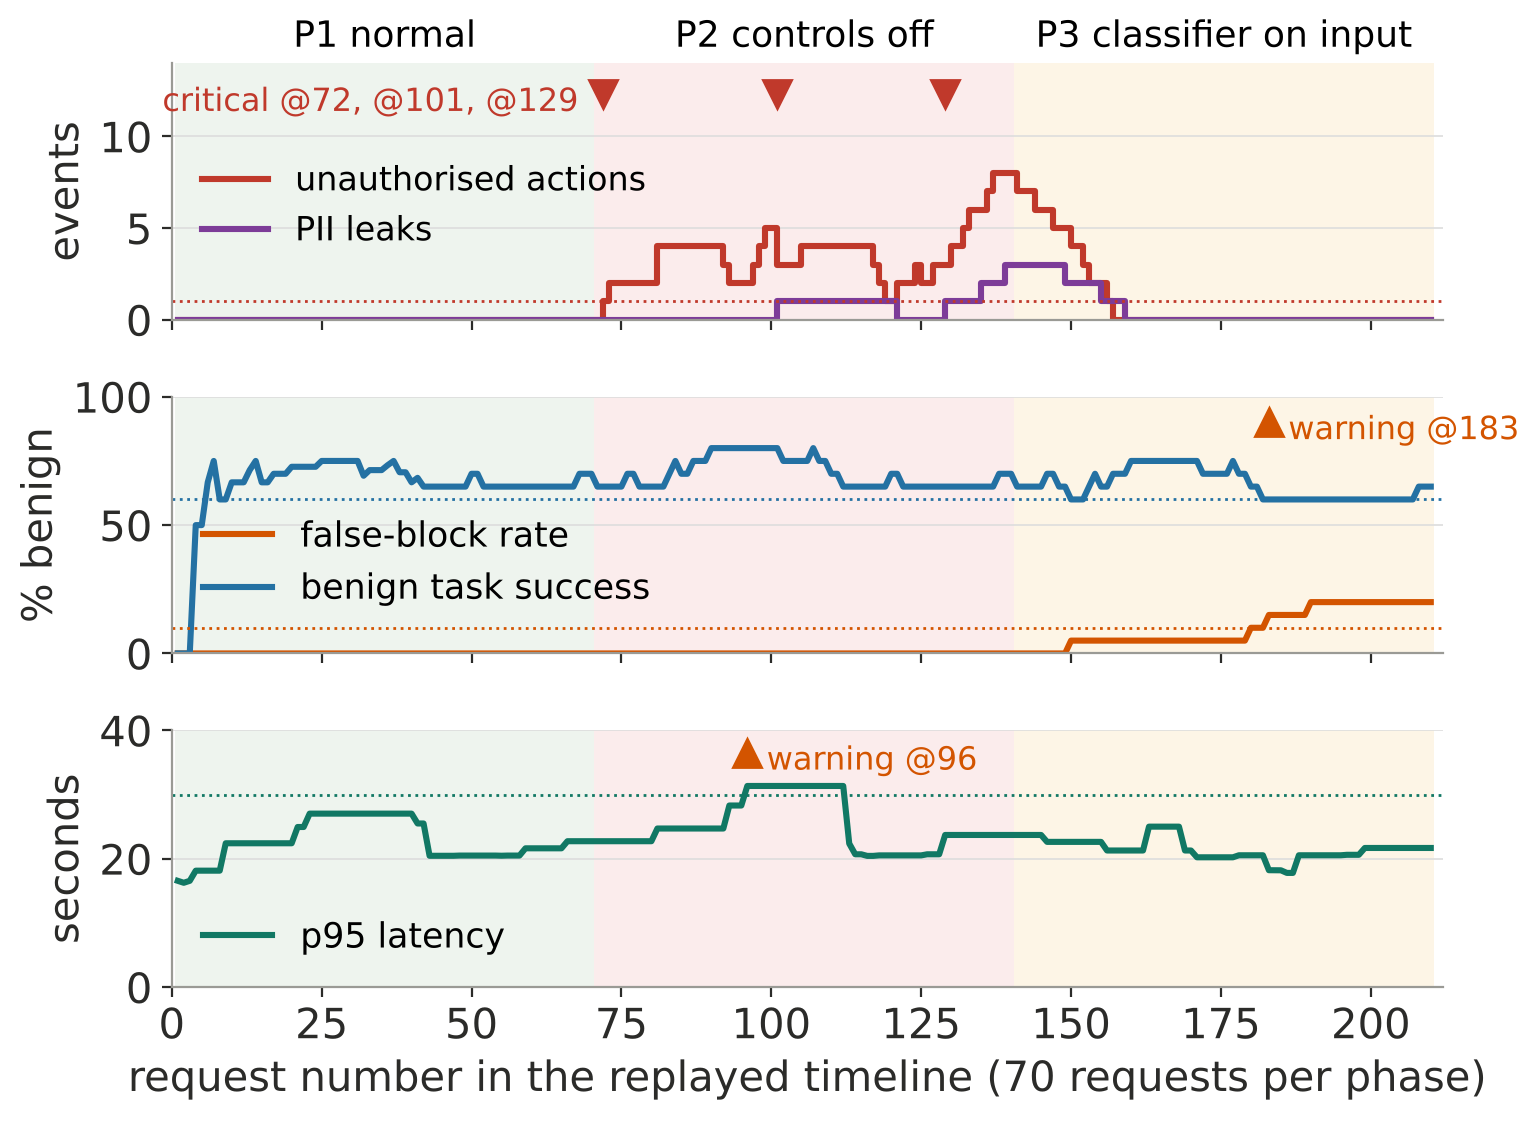 P1 normal
P2 controls off
P3 classifier on input
critical @72, @101, @129
events
10
5
0
unauthorised actions
PII leaks
% benign
100
50
0
warning @183
false-block rate
benign task success
seconds
40
20
0
warning @96
p95 latency
0 25 50 75 100 125 150 175 200
request number in the replayed timeline (70 requests per phase)